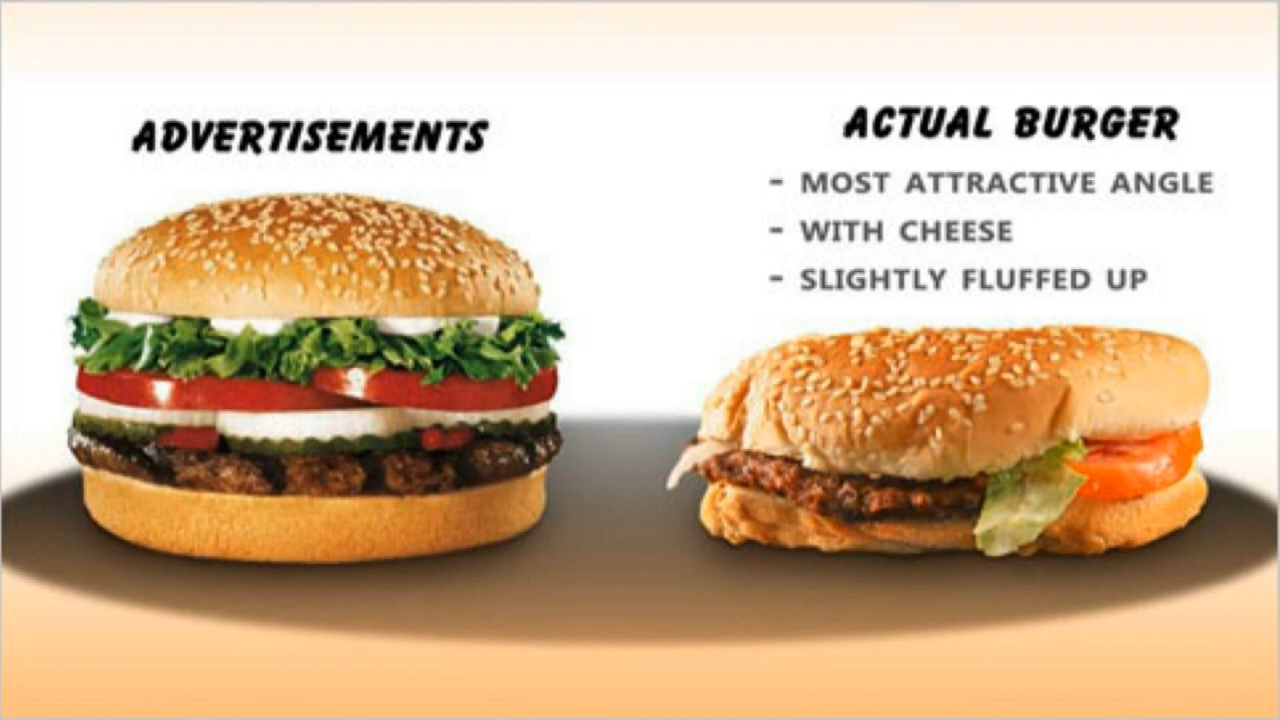 ADVERTISEMENTS
ACTUAL BURGER
- MOST ATTRACTIVE ANGLE
- WITH CHEESE
- SLIGHTLY FLUFFED UP